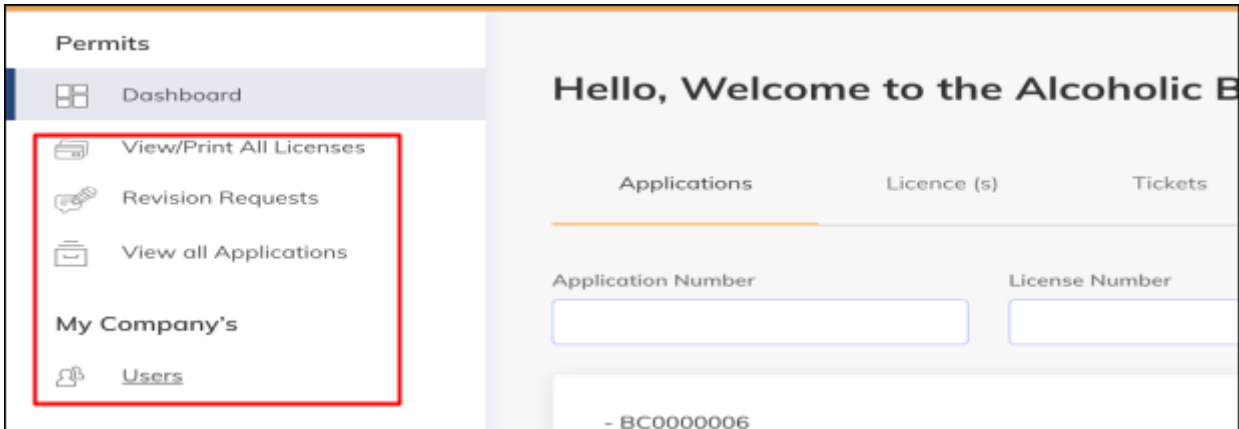 Permits
Dashboard
View/Print All Licenses
Revision Requests
View all Applications
My Company's
Users
Hello, Welcome to the Alcoholic B
Applications Licence (s) Tickets
Application Number License Number
- BC0000006